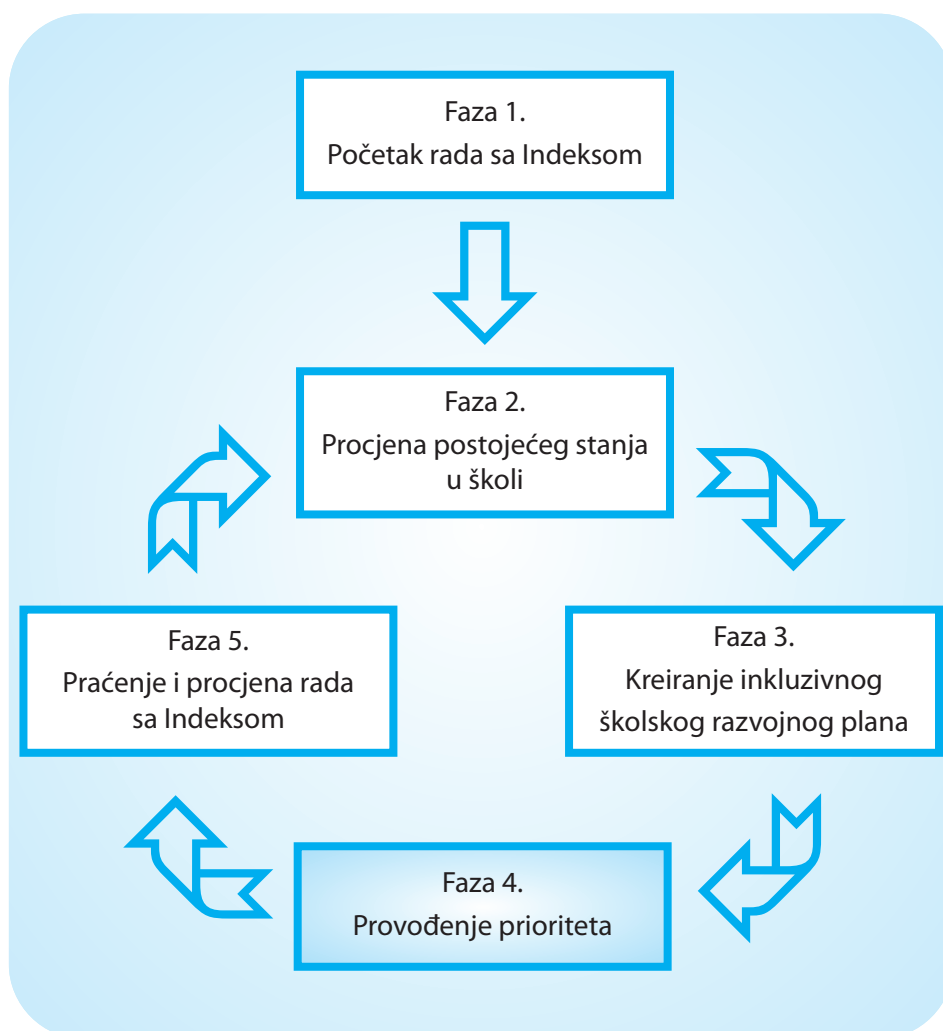 Faza 1.
Početak rada sa Indeksom
Faza 2.
Procjena postojećeg stanja
u školi
Faza 3.
Kreiranje inkluzivnog
školskog razvojnog plana
Faza 4.
Provođenje prioriteta
Faza 5.
Praćenje i procjena rada
sa Indeksom